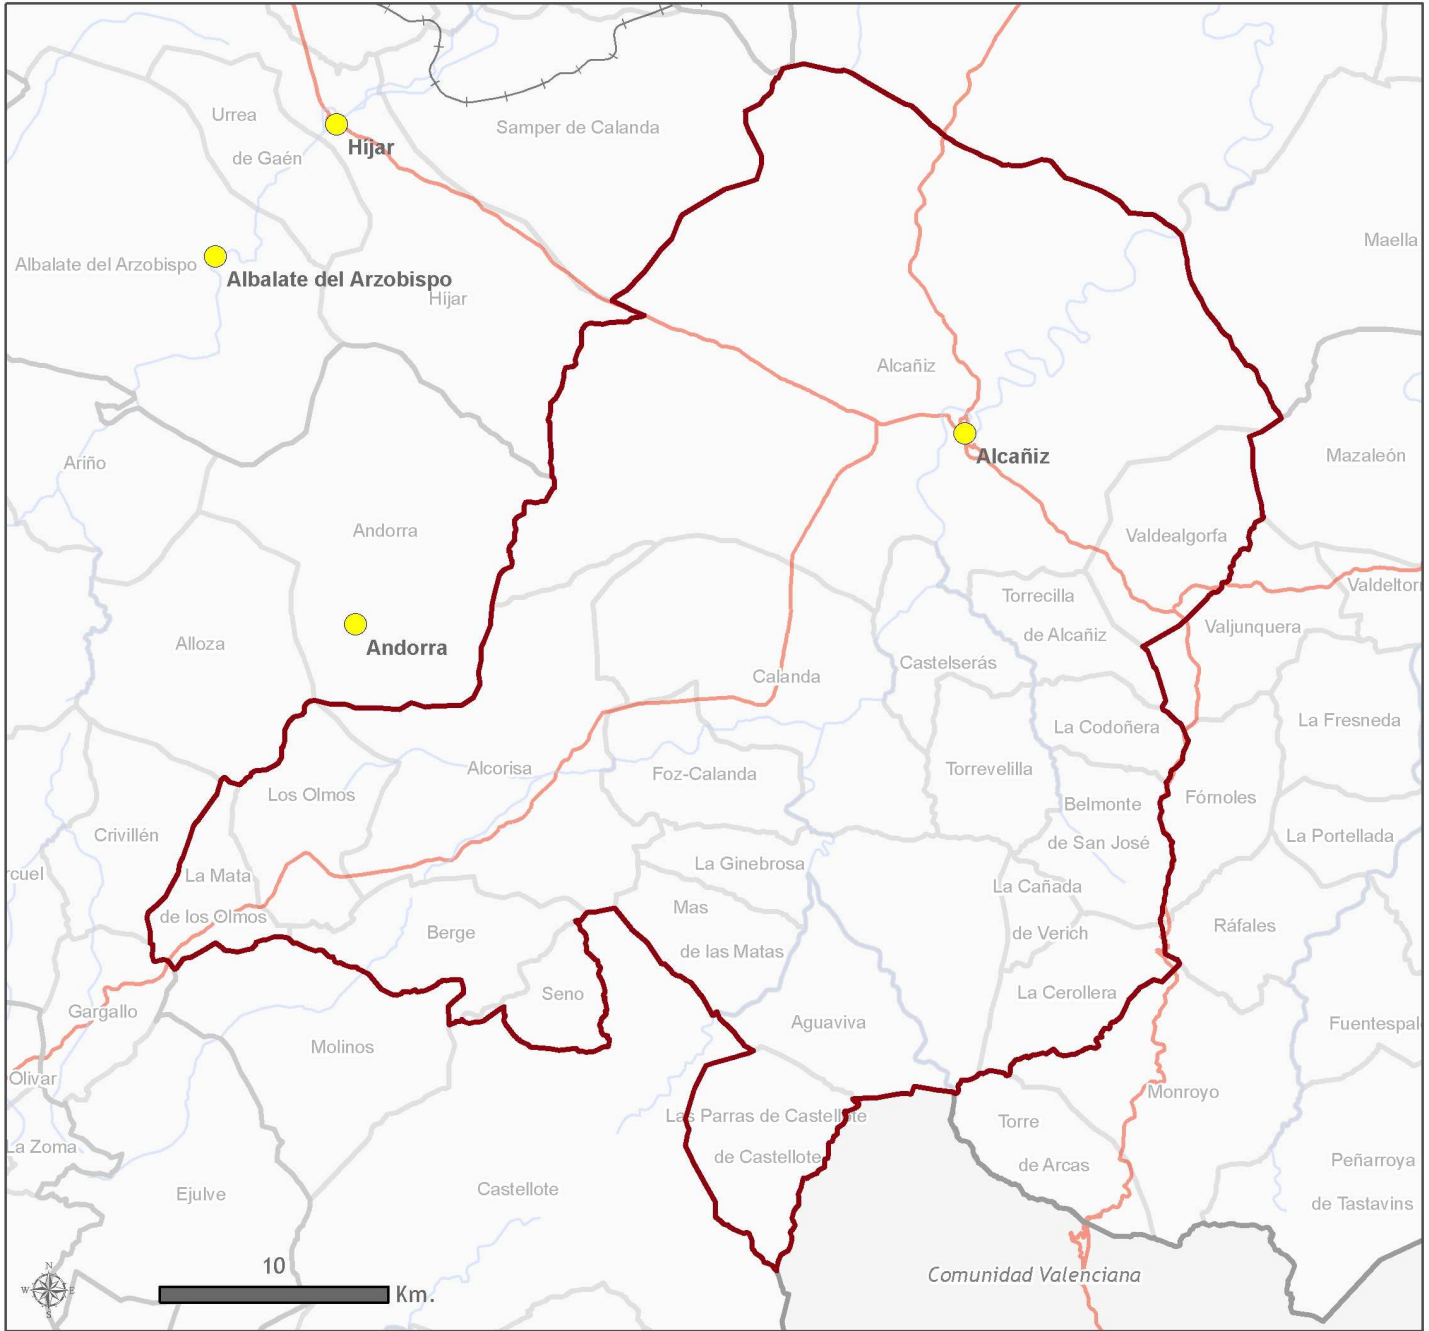 Urrea
de Gaén
Híjar
Samper de Calanda
Maella
Albalate del Arzobispo
Albalate del Arzobispo
Híjar
Alcañiz
Alcañiz
Mazaleón
Ariño
Andorra
Valdealgorfa
Valdeltor
Torrecilla
de Alcañiz
Valjunquera
Alloza
Andorra
Castelserás
Calanda
La Codoñera
La Fresneda
Alcorisa
Foz-Calanda
Torrevelilla
Los Olmos
Belmonte
de San José
Fórnoles
Crivillén
La Portellada
La Ginebrosa
rcuel
La Mata
de los Olmos
La Cañada
de Verich
Mas
de las Matas
Berge
Ráfales
Seno
La Cerollera
Gargallo
Aguaviva
Fuentespal
Molinos
Olivar
Monroyo
Las Parras de Castellote
de Castellote
Torre
de Arcas
La Zoma
Peñarroya
de Tastavins
Ejulve
Castellote
Comunidad Valenciana
N
W E
S
10
Km.